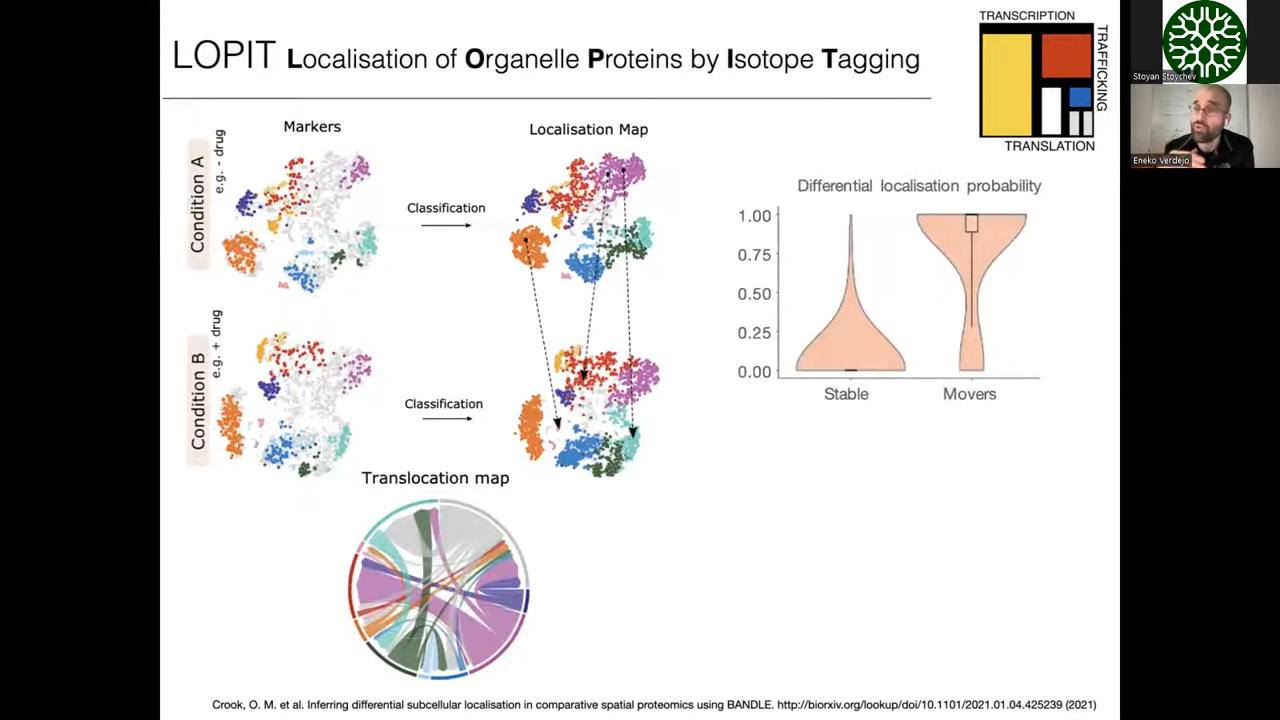 LOPIT Localisation of Organelle Proteins by Isotope Tagging
TRANSCRIPTION
TRAFFICKING
TRANSLATION
Stoyan Stoychev
Eneko Verdejo
Markers
Localisation Map
Condition A
e.g. - drug
Classification
Condition B
e.g. + drug
Classification
Translocation map
Differential localisation probability
1.00
0.75
0.50
0.25
0.00
Stable
Movers
Crook, O. M. et al. Inferring differential subcellular localisation in comparative spatial proteomics using BANDLE. http://biorxiv.org/lookup/doi/10.1101/2021.01.04.425239 (2021)